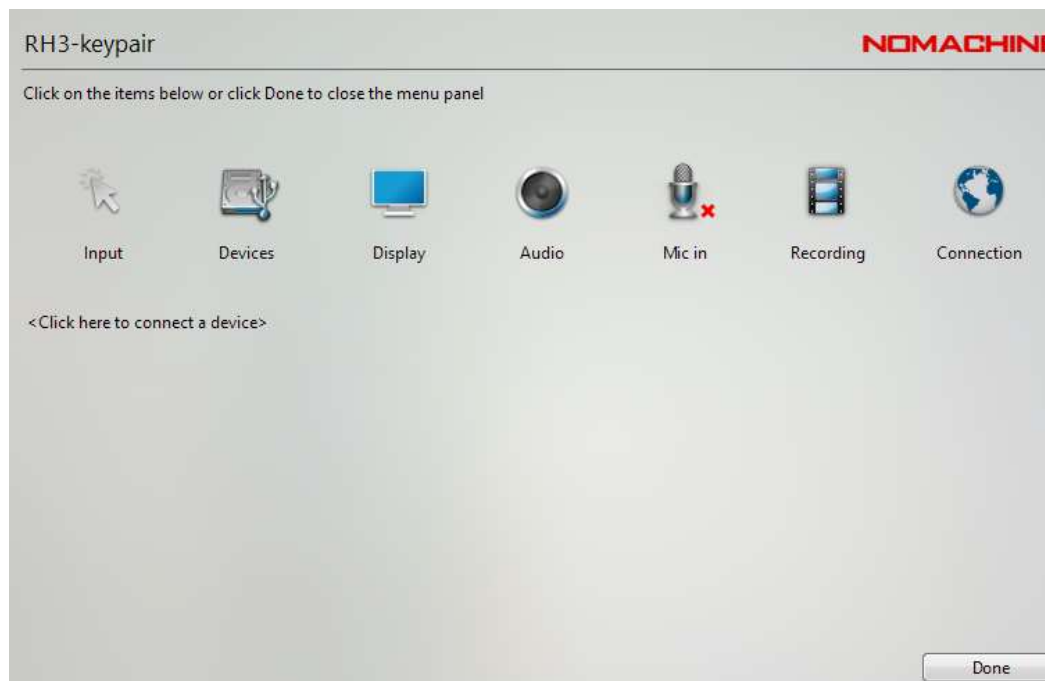 RH3-keypair
NOMACHIN
Click on the items below or click Done to close the menu panel
Input
Devices
Display
Audio
Mic in
Recording
Connection
<Click here to connect a device>
Done